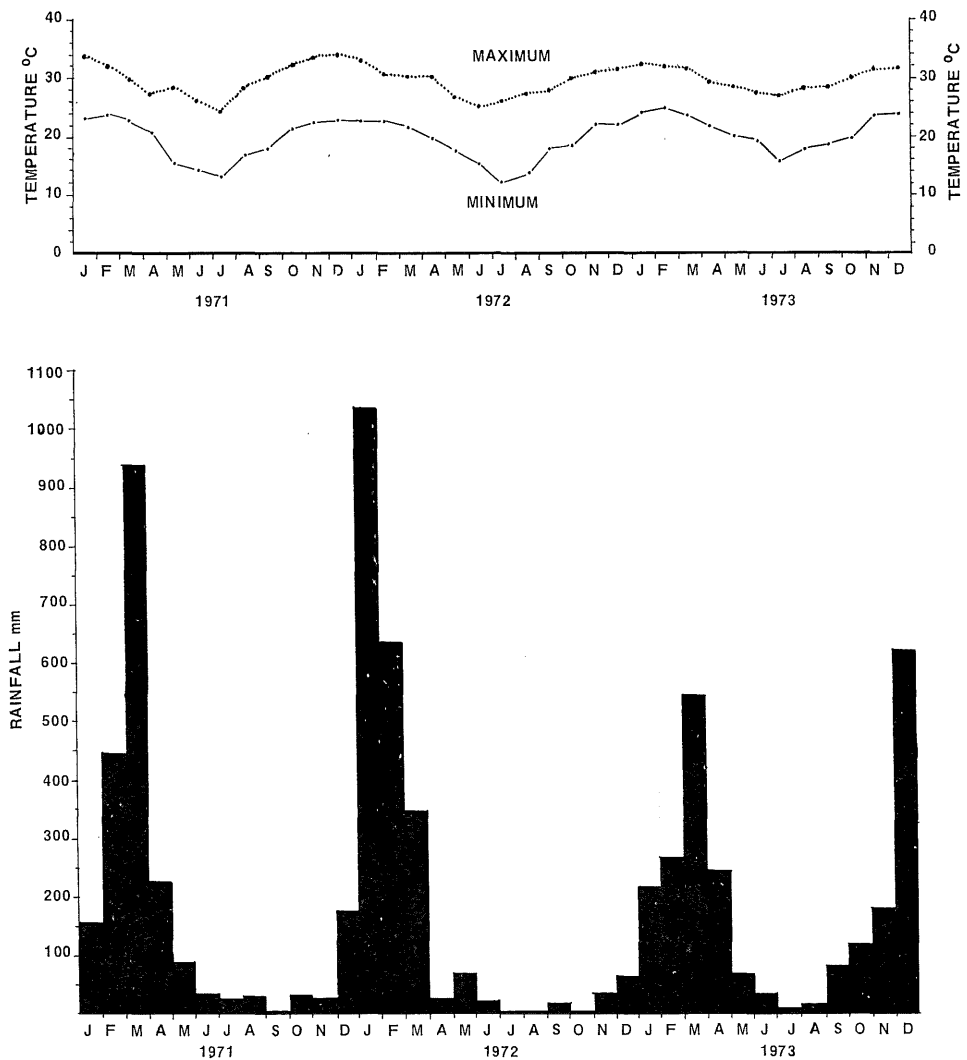 40
30
20
10
0
TEMPERATURE °C
MAXIMUM
MINIMUM
40
30
20
10
0
TEMPERATURE °C
J F M A M J J A S O N D J F M A M J J A S O N D J F M A M J J A S O N D
1971 1972 1973
1100
1000
900
800
700
600
500
400
300
200
100
RAINFALL mm
J F M A M J J A S O N D J F M A M J J A S O N D J F M A M J J A S O N D
1971 1972 1973